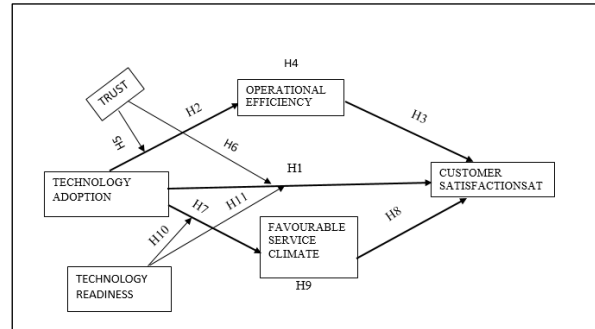 H4
TRUST
H2
OPERATIONAL
EFFICIENCY
H3
H5
H6
H1
TECHNOLOGY
ADOPTION
CUSTOMER
SATISFACTIONSAT
H11
H7
H10
FAVOURABLE
SERVICE
CLIMATE
H8
TECHNOLOGY
READINESS
H9